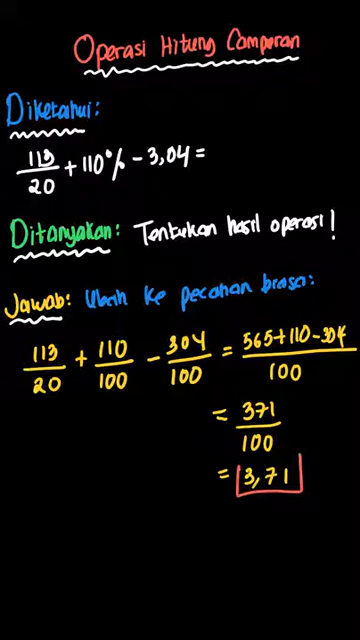 Operasi Hitung Campuran
Diketahui:
113/20 + 110% - 3,04 =
Ditanyakan: Tentukan hasil operasi!
Jawab: Ubah ke pecahan biasa:
113/20 + 110/100 - 304/100 = 565+110-304/100
= 371/100
= 3,71